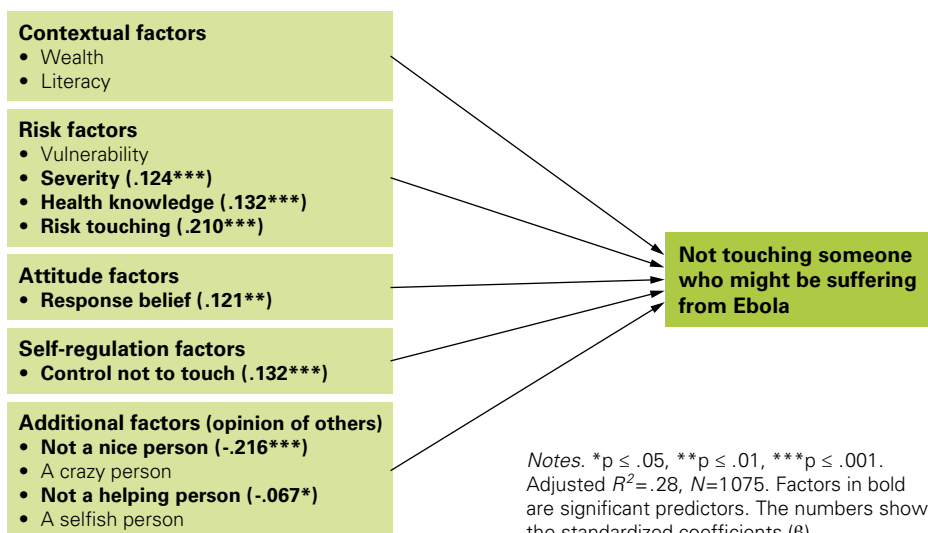 Contextual factors
• Wealth
• Literacy
Risk factors
• Vulnerability
• Severity (.124***)
• Health knowledge (.132***)
• Risk touching (.210***)
Attitude factors
• Response belief (.121**)
Self-regulation factors
• Control not to touch (.132***)
Additional factors (opinion of others)
• Not a nice person (-.216***)
• A crazy person
• Not a helping person (-.067*)
• A selfish person
Not touching someone
who might be suffering
from Ebola
Notes. *p ≤ .05, **p ≤ .01, ***p ≤ .001.
Adjusted R²=.28, N=1075. Factors in bold
are significant predictors. The numbers show
the standardized coefficients (β)